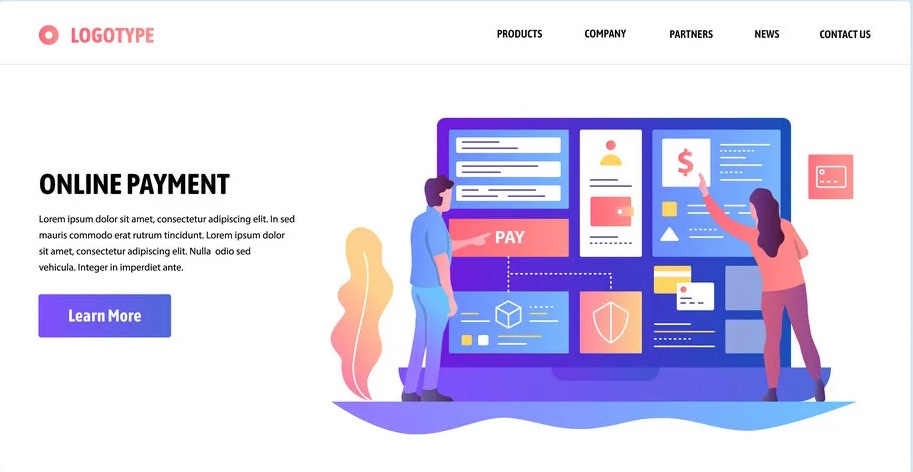 LOGOTYPE
PRODUCTS COMPANY PARTNERS NEWS CONTACT US
ONLINE PAYMENT
Lorem ipsum dolor sit amet, consectetur adipiscing elit. In sed
mauris commodo erat rutrum tincidunt. Lorem ipsum dolor
sit amet, consectetur adipiscing elit. Nulla odio sed
vehicula. Integer in imperdiet ante.
Learn More
$
PAY